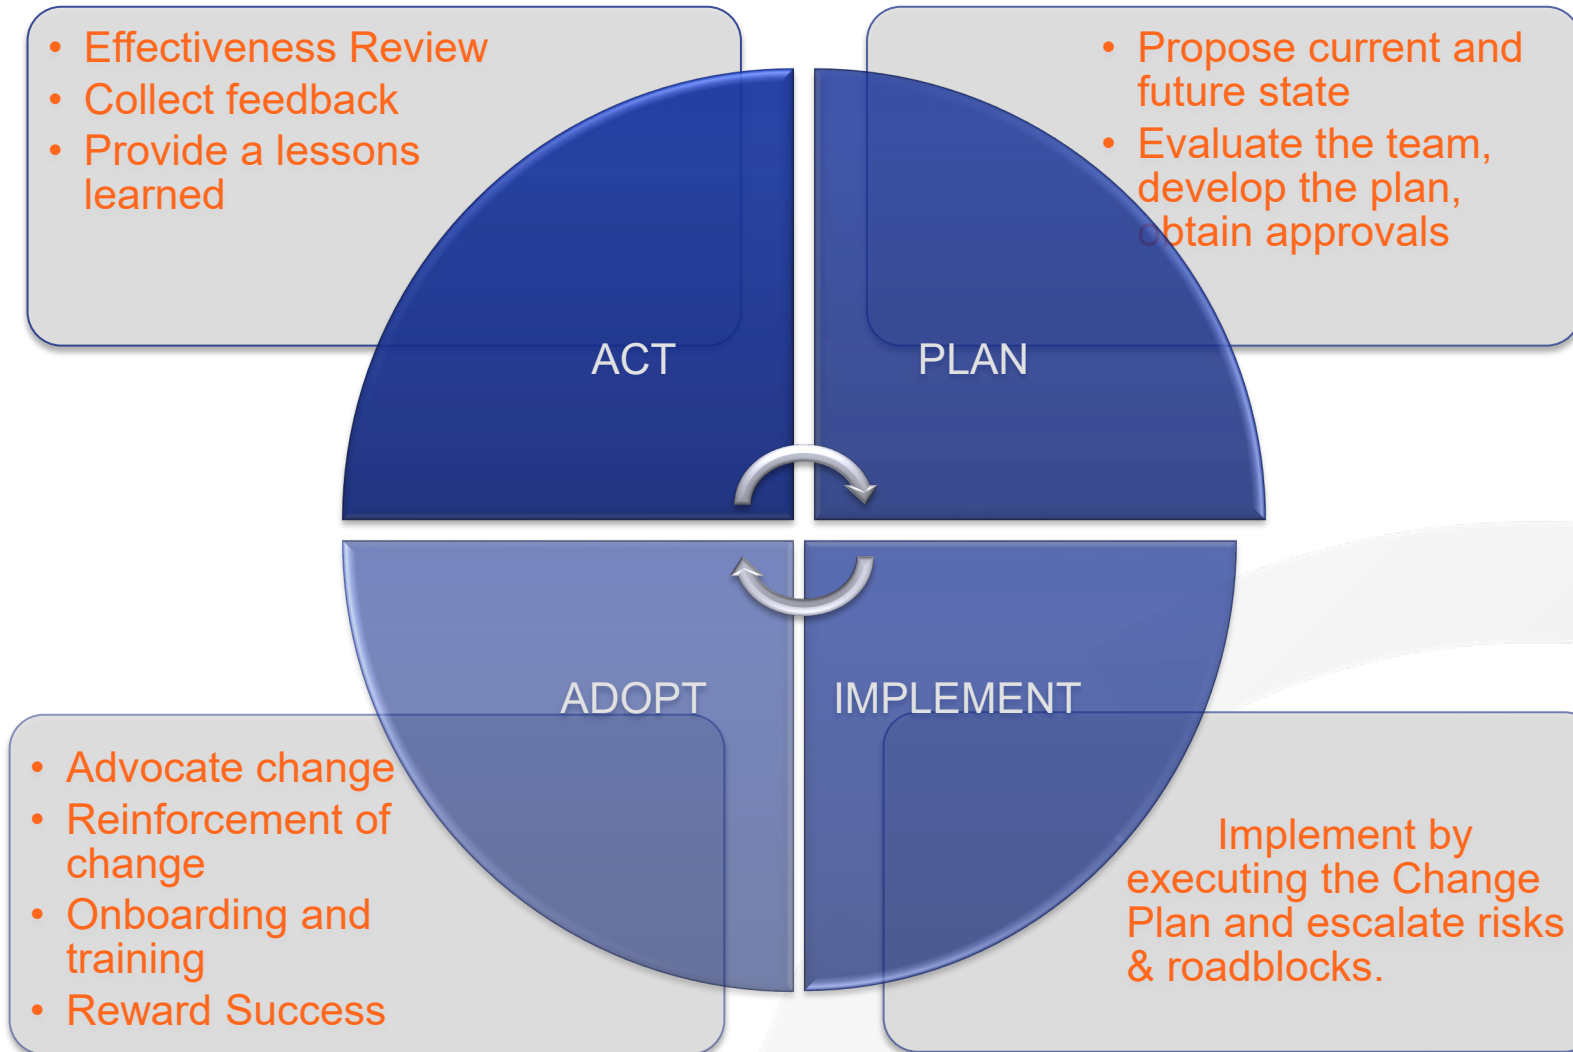 • Effectiveness Review
• Collect feedback
• Provide a lessons
learned
• Propose current and
future state
• Evaluate the team,
develop the plan,
obtain approvals
ACT
PLAN
ADOPT
IMPLEMENT
• Advocate change
• Reinforcement of
change
• Onboarding and
training
• Reward Success
Implement by
executing the Change
Plan and escalate risks
& roadblocks.